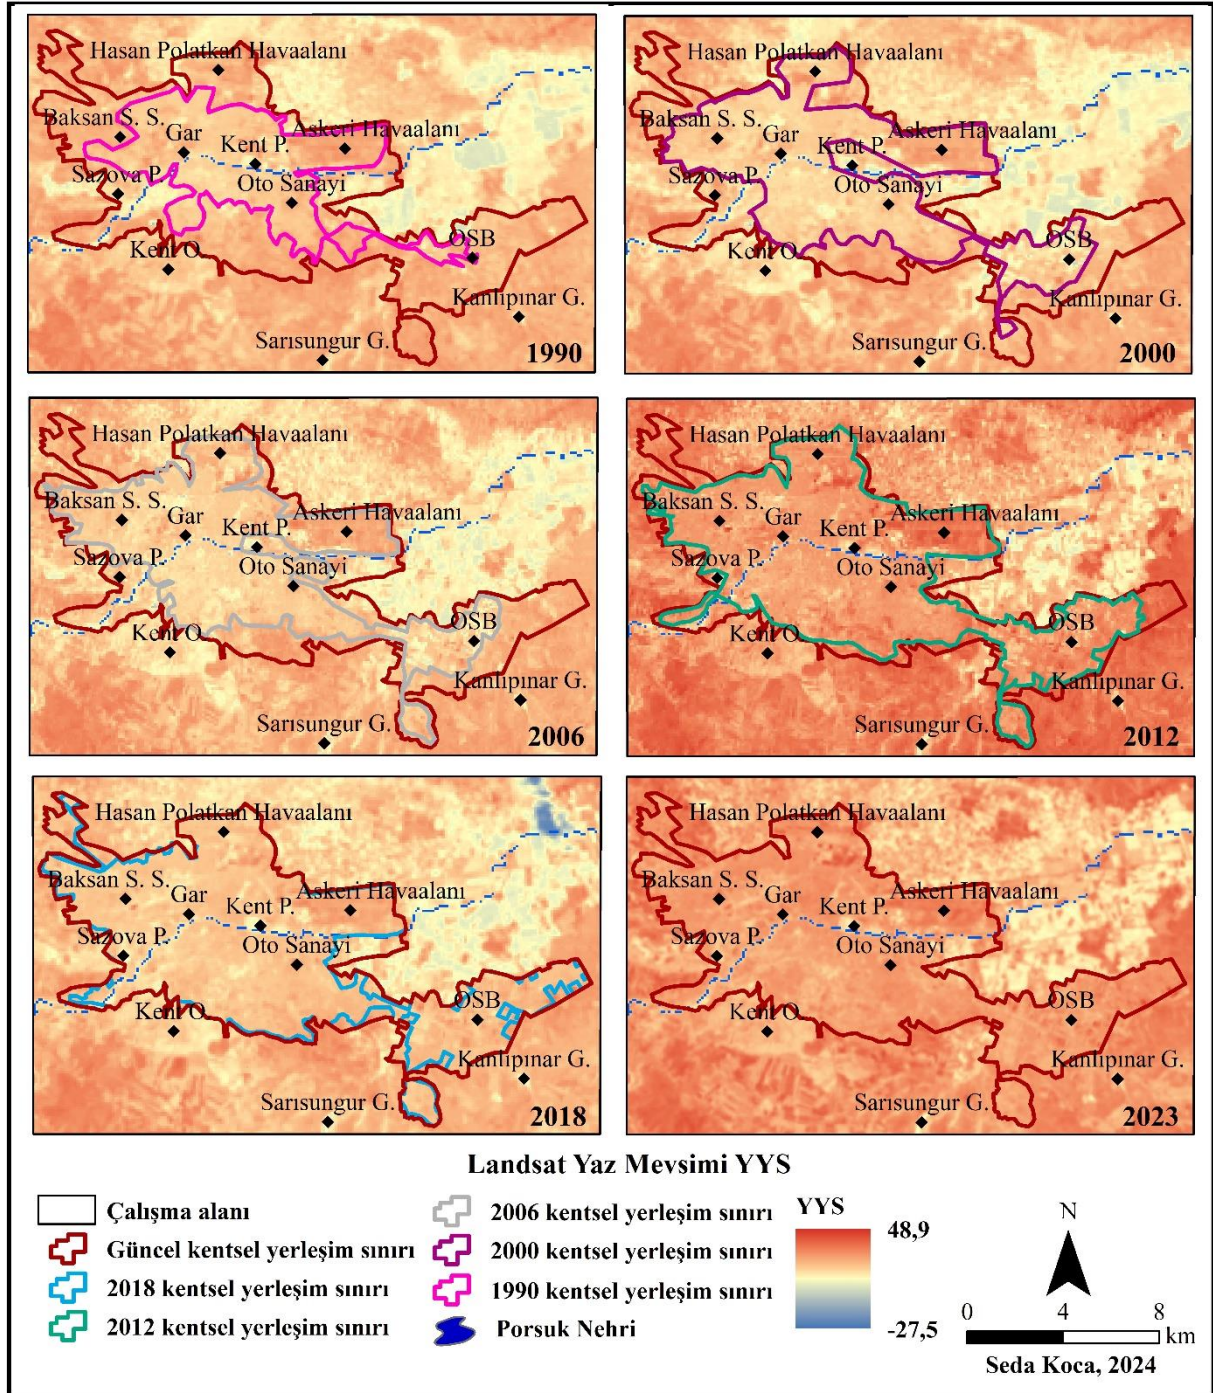 Hasan Polatkan Havaalanı
Baksan S. S.
Gar
Kent P.
Askeri Havaalanı
Sazova P.
Oto Sanayi
Kent O.
OSB
Kanlıpınar G.
Sarısungur G.
1990
Hasan Polatkan Havaalanı
Baksan S. S.
Gar
Kent P.
Askeri Havaalanı
Sazova P.
Oto Sanayi
Kent O.
OSB
Kanlıpınar G.
Sarısungur G.
2000
Hasan Polatkan Havaalanı
Baksan S. S.
Gar
Kent P.
Askeri Havaalanı
Sazova P.
Oto Sanayi
Kent O.
OSB
Kanlıpınar G.
Sarısungur G.
2006
Hasan Polatkan Havaalanı
Baksan S. S.
Gar
Kent P.
Askeri Havaalanı
Sazova P.
Oto Sanayi
Kent O.
OSB
Kanlıpınar G.
Sarısungur G.
2012
Hasan Polatkan Havaalanı
Baksan S. S.
Gar
Kent P.
Askeri Havaalanı
Sazova P.
Oto Sanayi
Kent O.
OSB
Kanlıpınar G.
Sarısungur G.
2018
Hasan Polatkan Havaalanı
Baksan S. S.
Gar
Kent P.
Askeri Havaalanı
Sazova P.
Oto Sanayi
Kent O.
OSB
Kanlıpınar G.
Sarısungur G.
2023
Landsat Yaz Mevsimi YYS
Çalışma alanı
Güncel kentsel yerleşim sınırı
2018 kentsel yerleşim sınırı
2012 kentsel yerleşim sınırı
2006 kentsel yerleşim sınırı
2000 kentsel yerleşim sınırı
1990 kentsel yerleşim sınırı
Porsuk Nehri
YYS
48,9
-27,5
N
0 4 8
km
Seda Koca, 2024